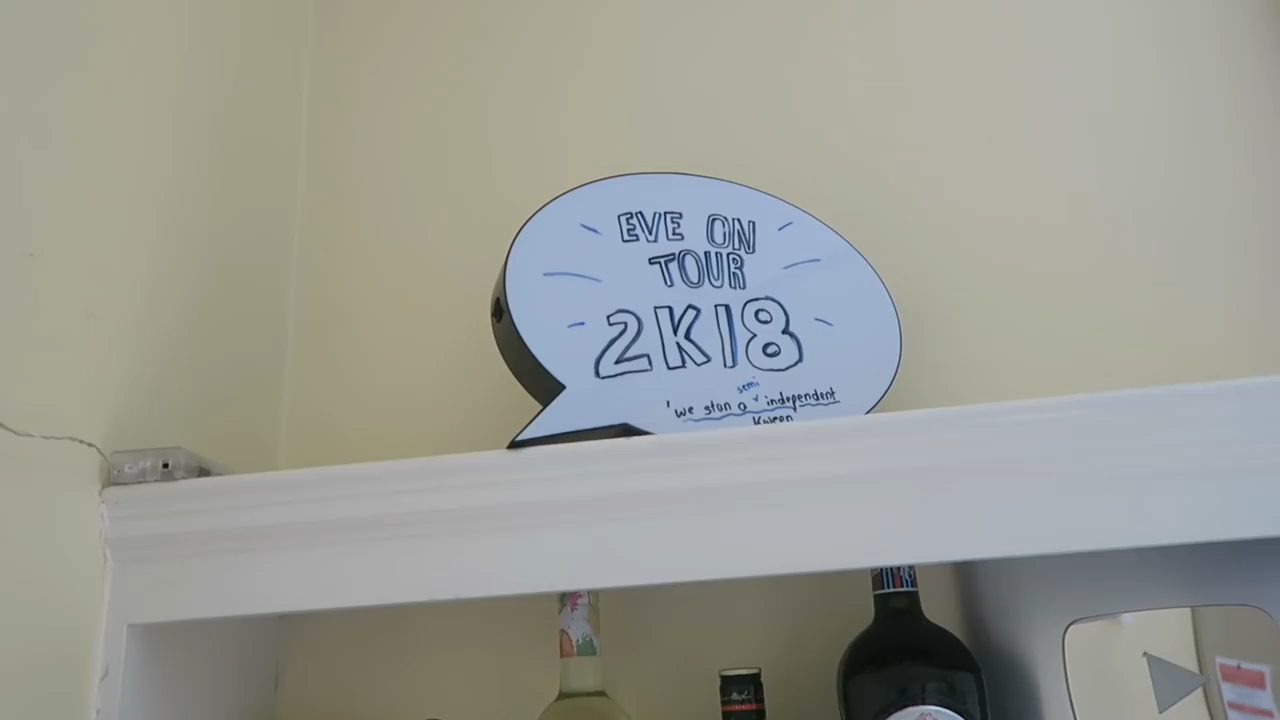 EVE ON
TOUR
2K18
semi
'we stan a ˅ independent
Kween